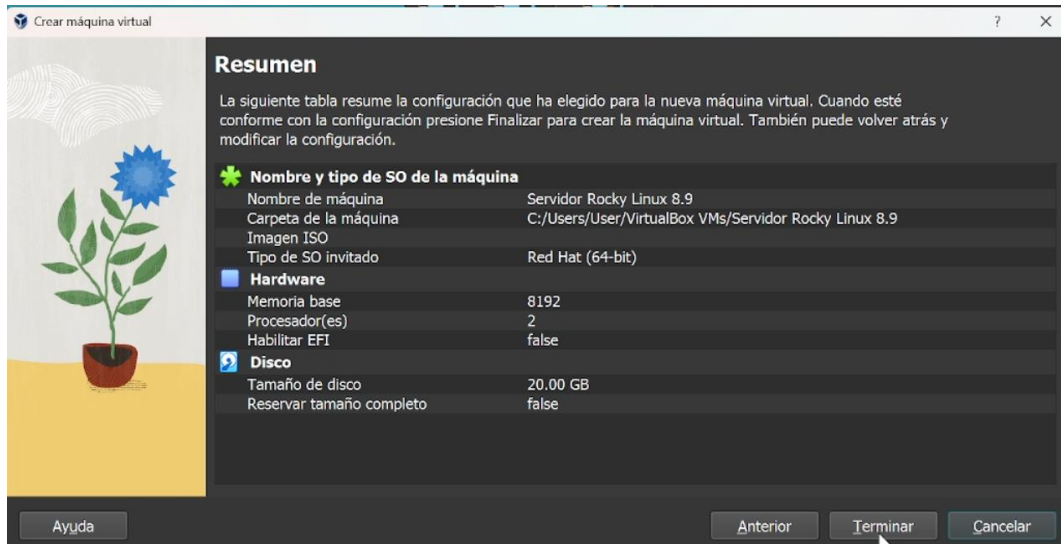 Crear máquina virtual
Resumen
La siguiente tabla resume la configuración que ha elegido para la nueva máquina virtual. Cuando esté
conforme con la configuración presione Finalizar para crear la máquina virtual. También puede volver atrás y
modificar la configuración.
Nombre y tipo de SO de la máquina
Nombre de máquina Servidor Rocky Linux 8.9
Carpeta de la máquina C:/Users/User/VirtualBox VMs/Servidor Rocky Linux 8.9
Imagen ISO
Tipo de SO invitado Red Hat (64-bit)
Hardware
Memoria base 8192
Procesador(es) 2
Habilitar EFI false
Disco
Tamaño de disco 20.00 GB
Reservar tamaño completo false
Ayuda Anterior Terminar Cancelar